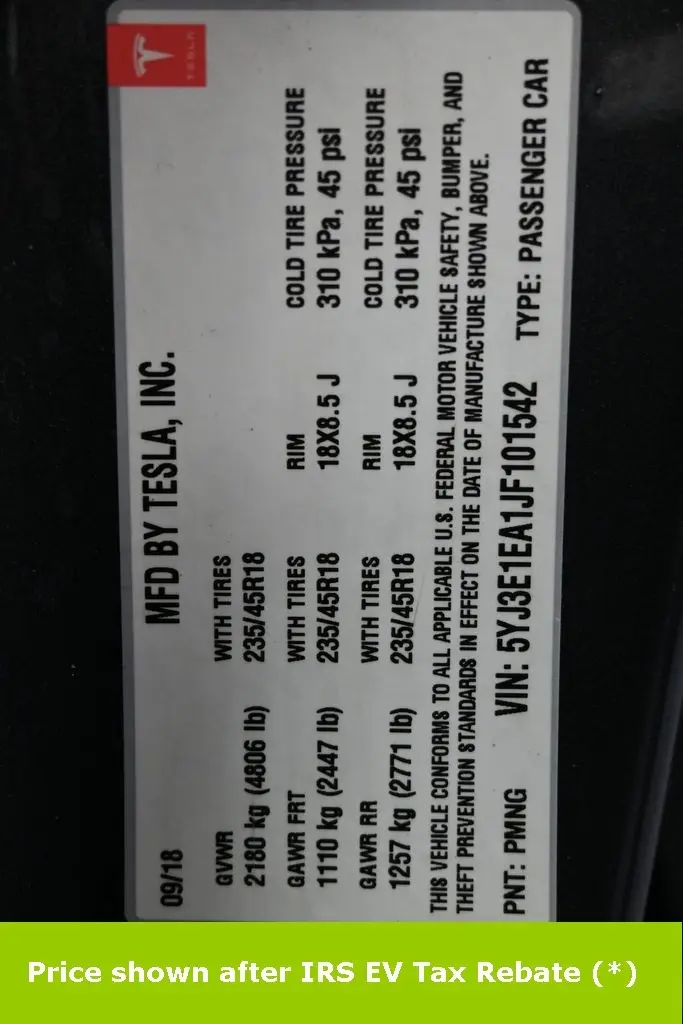 TESLA
09/18 MFD BY TESLA, INC.
GVWR WITH TIRES
2180 kg (4806 lb) 235/45R18
GAWR FRT WITH TIRES RIM COLD TIRE PRESSURE
1110 kg (2447 lb) 235/45R18 18X8.5 J 310 kPa, 45 psi
GAWR RR WITH TIRES RIM COLD TIRE PRESSURE
1257 kg (2771 lb) 235/45R18 18X8.5 J 310 kPa, 45 psi
THIS VEHICLE CONFORMS TO ALL APPLICABLE U.S. FEDERAL MOTOR VEHICLE SAFETY, BUMPER, AND
THEFT PREVENTION STANDARDS IN EFFECT ON THE DATE OF MANUFACTURE SHOWN ABOVE.
PNT: PMNG VIN: 5YJ3E1EA1JF101542 TYPE: PASSENGER CAR
Price shown after IRS EV Tax Rebate (*)